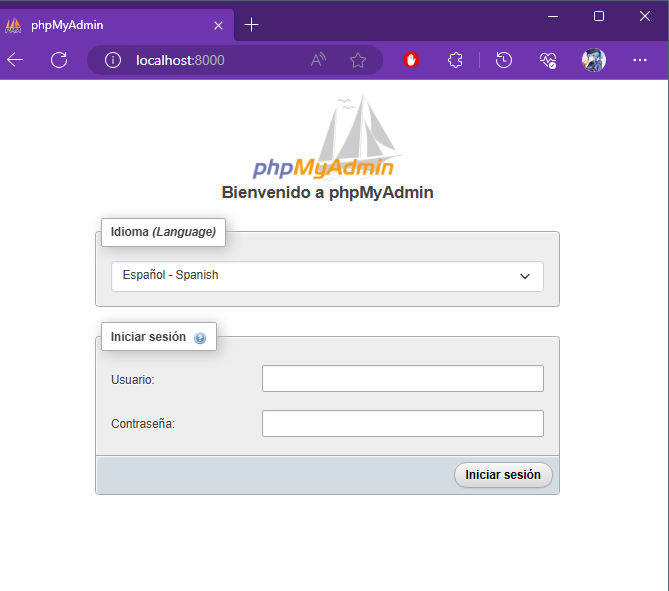 phpMyAdmin
localhost:8000
phpMyAdmin
Bienvenido a phpMyAdmin
Idioma (Language)
Español - Spanish
Iniciar sesión
Usuario:
Contraseña:
Iniciar sesión